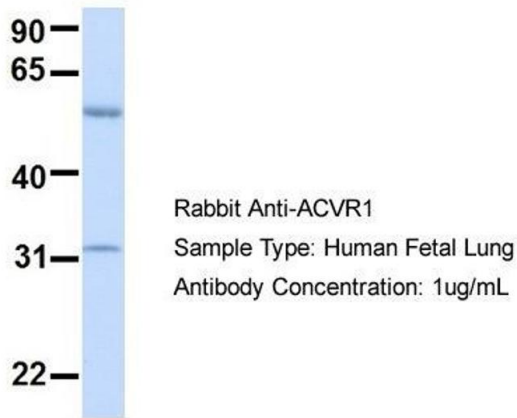 90
65
40
31
22
Rabbit Anti-ACVR1
Sample Type: Human Fetal Lung
Antibody Concentration: 1ug/mL